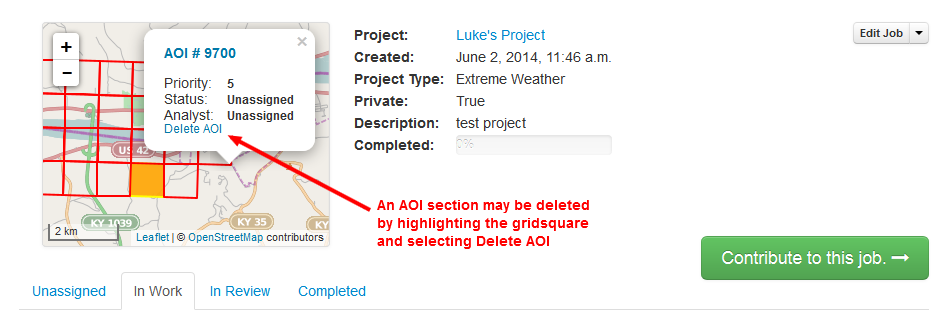 +
−
AOI # 9700
×
Priority: 5
Status: Unassigned
Analyst: Unassigned
Delete AOI
US 42
KY 1039
KY 35
2 km
Leaflet | © OpenStreetMap contributors
Project: Luke's Project
Created: June 2, 2014, 11:46 a.m.
Project Type: Extreme Weather
Private: True
Description: test project
Completed: 0%
Edit Job
An AOI section may be deleted
by highlighting the gridsquare
and selecting Delete AOI
Contribute to this job. →
Unassigned In Work In Review Completed